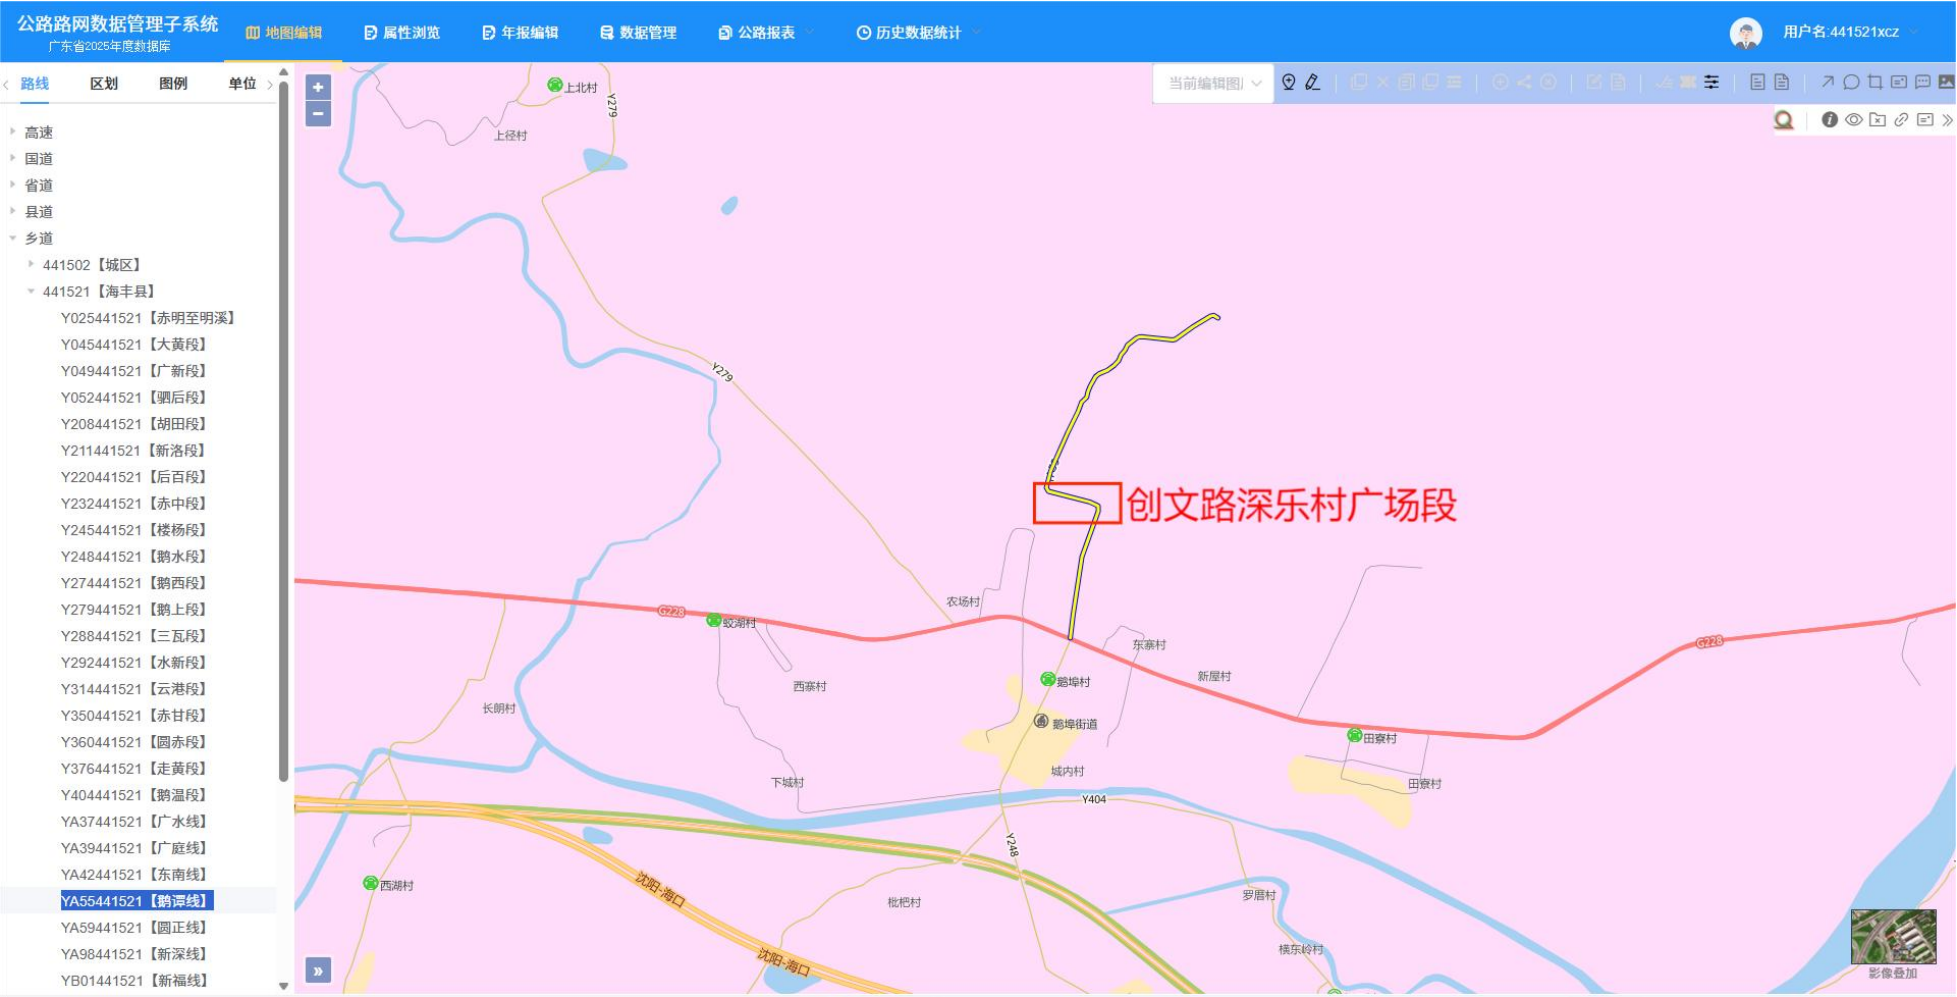 公路路网数据管理子系统
广东省2025年度数据库
地图编辑
属性浏览
年报编辑
数据管理
公路报表
历史数据统计
用户名:441521xcz
路线 区划 图例 单位
当前编辑图
高速
国道
省道
县道
乡道
441502【城区】
441521【海丰县】
Y025441521【赤明至明溪】
Y045441521【大黄段】
Y049441521【广新段】
Y052441521【驷后段】
Y208441521【胡田段】
Y211441521【新洛段】
Y220441521【后百段】
Y232441521【赤中段】
Y245441521【楼杨段】
Y248441521【鹅水段】
Y274441521【鹅西段】
Y279441521【鹅上段】
Y288441521【三瓦段】
Y292441521【水新段】
Y314441521【云港段】
Y350441521【赤甘段】
Y360441521【圆赤段】
Y376441521【走黄段】
Y404441521【鹅温段】
YA37441521【广水线】
YA39441521【广庭线】
YA42441521【东南线】
YA55441521【鹅谭线】
YA59441521【圆正线】
YA98441521【新深线】
YB01441521【新福线】
上北村
Y279
上径村
Y279
创文路深乐村广场段
农场村
G228
蛟湖村
东寨村
G228
新屋村
鹅埠村
西寨村
长朗村
鹅埠街道
田寮村
城内村
下城村
田寮村
Y404
Y248
西湖村
沈阳-海口
枇杷村
罗厝村
横东岭村
沈阳-海口
影像叠加